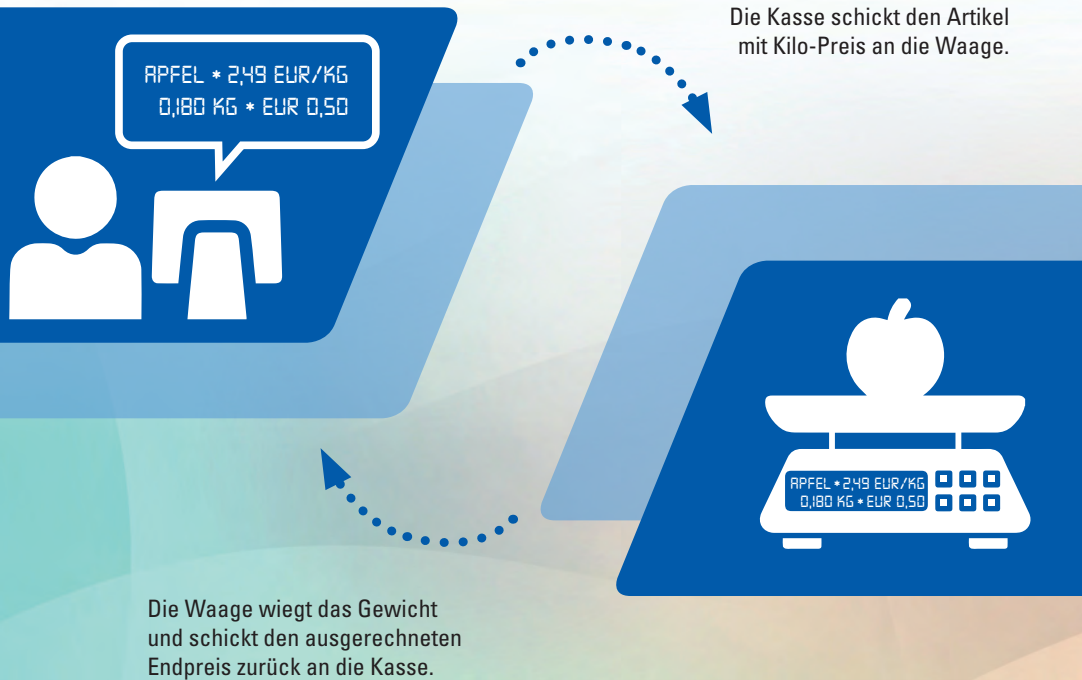 Die Kasse schickt den Artikel
mit Kilo-Preis an die Waage.
APFEL * 2,49 EUR/KG
0,180 KG * EUR 0,50
APFEL * 2,49 EUR/KG
0,180 KG * EUR 0,50
Die Waage wiegt das Gewicht
und schickt den ausgerechneten
Endpreis zurück an die Kasse.